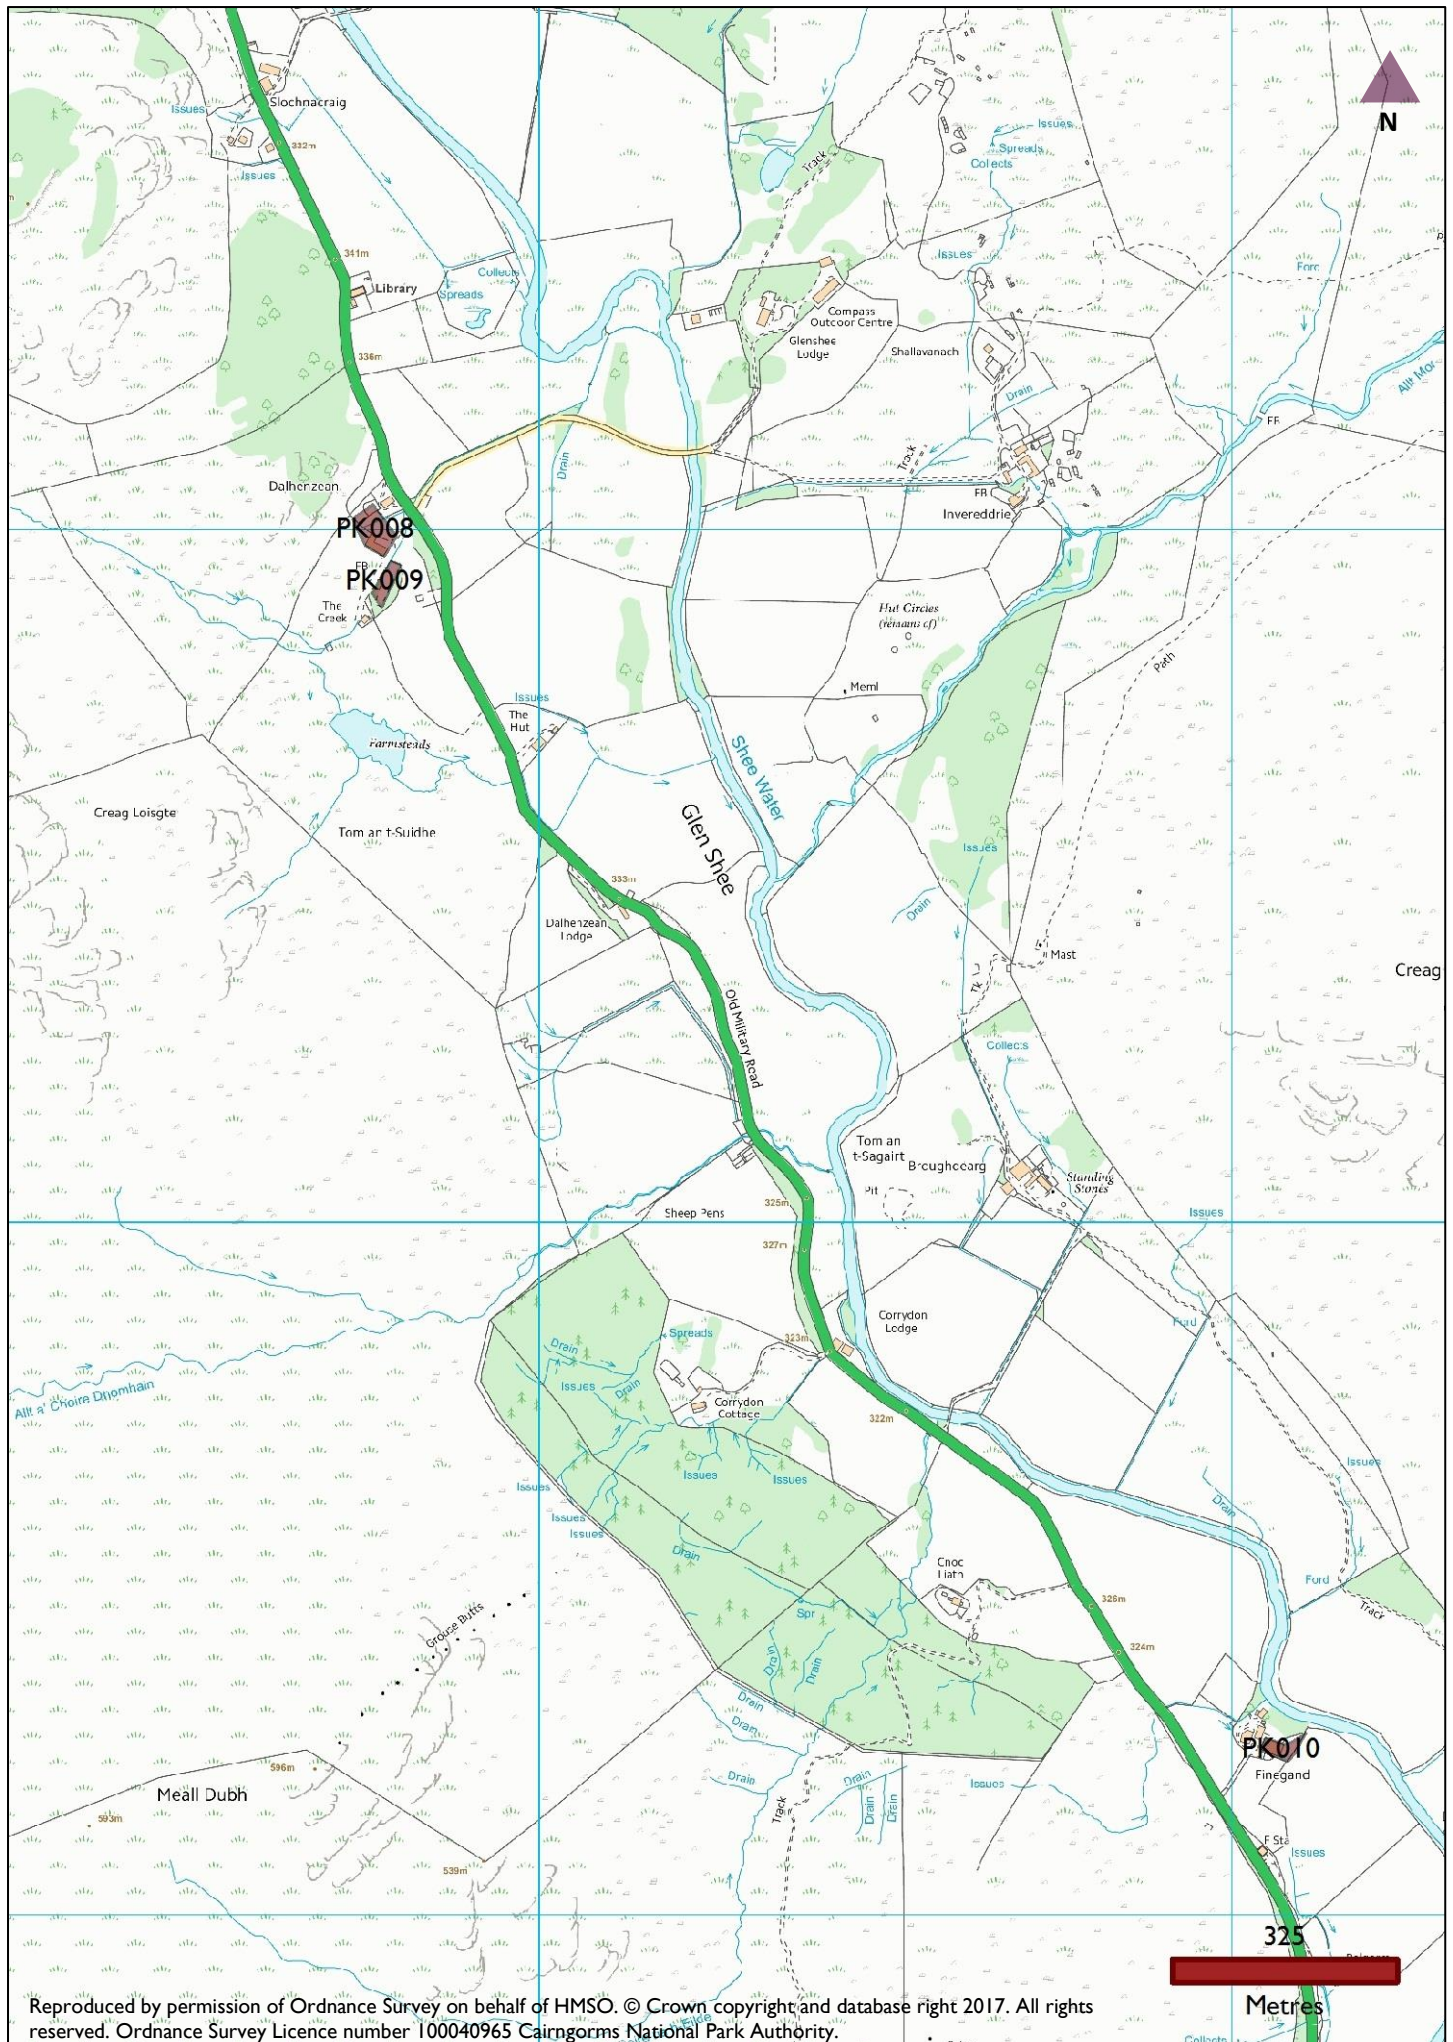 N
Slochnacraig
Issues
332m
Issues
Issues
Spreads
Collects
Track
341m
Library
Collects
Spreads
Issues
Ford
336m
Compass
Outdoor Centre
Glenshee
Lodge
Shallavanach
Drain
Allt Mor
FB
Drain
Track
Dalhenzean
FB
Invereddrie
PK008
FB
PK009
The
Creek
Hut Circles
(remains of)
Path
Meml
Issues
The
Hut
Farmsteads
Shee Water
Creag Loisgte
Tom an t-Suidhe
Glen Shee
Issues
333m
Drain
Dalhenzean
Lodge
Mast
Creag
Tk
Old Military Road
Collects
Tom an
t-Sagairt
Broughdearg
Standing
Stones
Pit
325m
Sheep Pens
Issues
327m
Corrydon
Lodge
Ford
323m
Spreads
Drain
Issues
Drain
Allt a' Choire Dhomhain
Corrydon
Cottage
322m
Issues
Issues
Issues
Issues
Issues
Issues
Drain
Drain
Cnoc
Liath
Ford
Track
326m
Spr
Grouse Butts
324m
Drain
Drain
Drain
Drain
PK010
Finegand
596m
Meall Dubh
Drain
Drain
Issues
593m
Track
Drain
Drain
539m
Issues
325
Metres
Reproduced by permission of Ordnance Survey on behalf of HMSO. © Crown copyright and database right 2017. All rights
reserved. Ordnance Survey Licence number 100040965 Cairngorms National Park Authority.
Collects